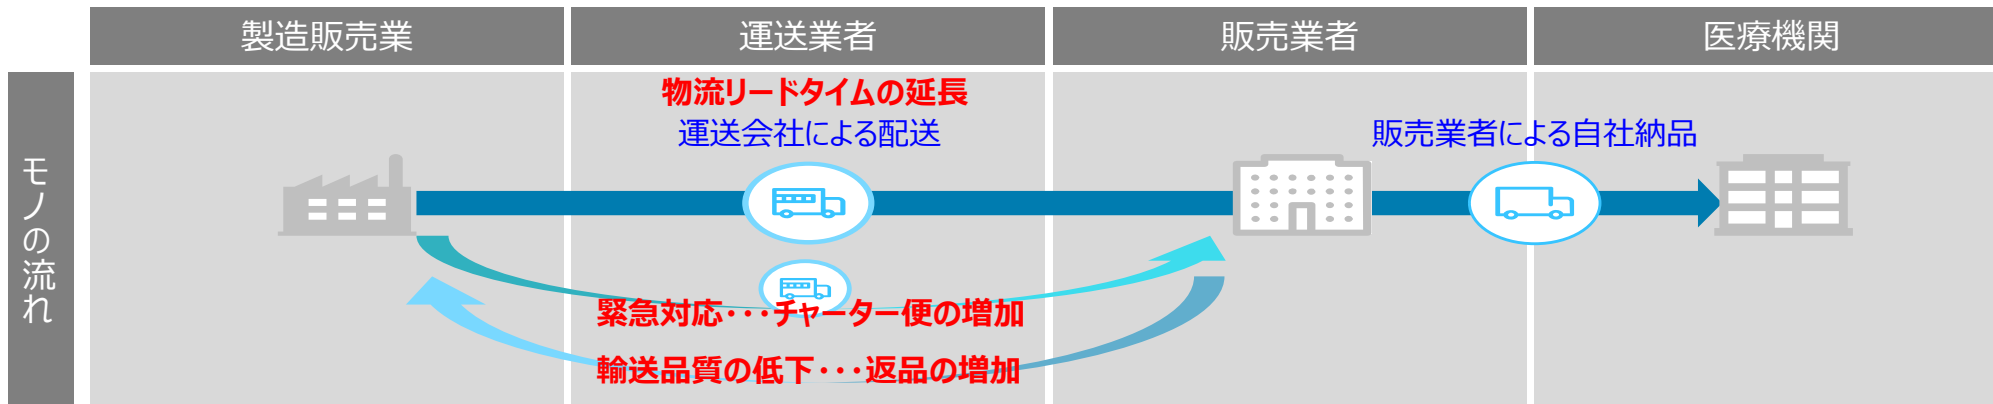 製造販売業
運送業者
販売業者
医療機関
モノの流れ
物流リードタイムの延長
運送会社による配送
販売業者による自社納品
緊急対応・・・チャーター便の増加
輸送品質の低下・・・返品の増加